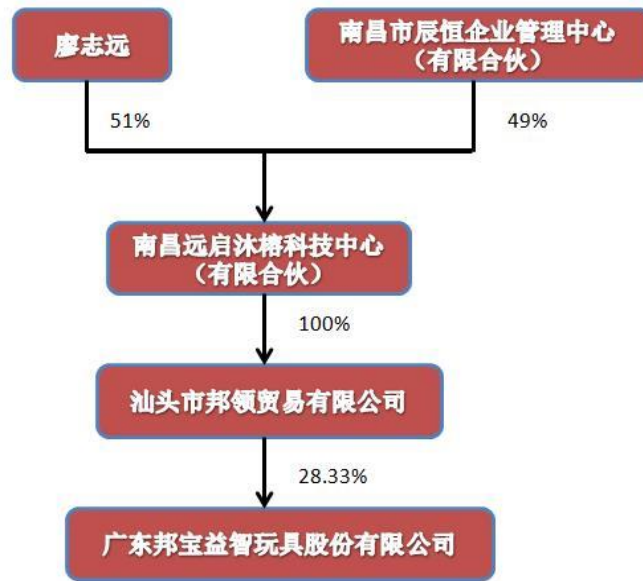 廖志远
南昌市辰恒企业管理中心
（有限合伙）
51%
49%
南昌远启沐榕科技中心
（有限合伙）
100%
汕头市邦领贸易有限公司
28.33%
广东邦宝益智玩具股份有限公司